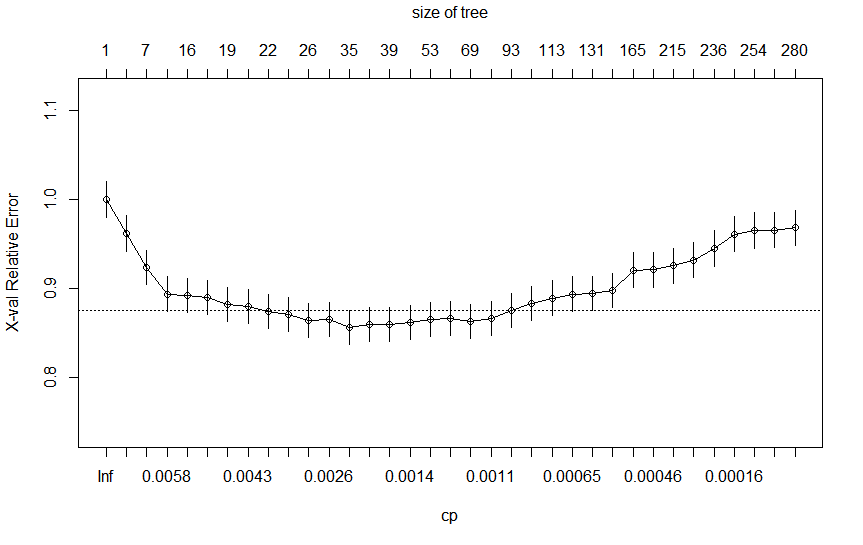 size of tree
1 7 16 19 22 26 35 39 53 69 93 113 131 165 215 236 254 280
X-val Relative Error
1.1
1.0
0.9
0.8
Inf 0.0058 0.0043 0.0026 0.0014 0.0011 0.00065 0.00046 0.00016
cp